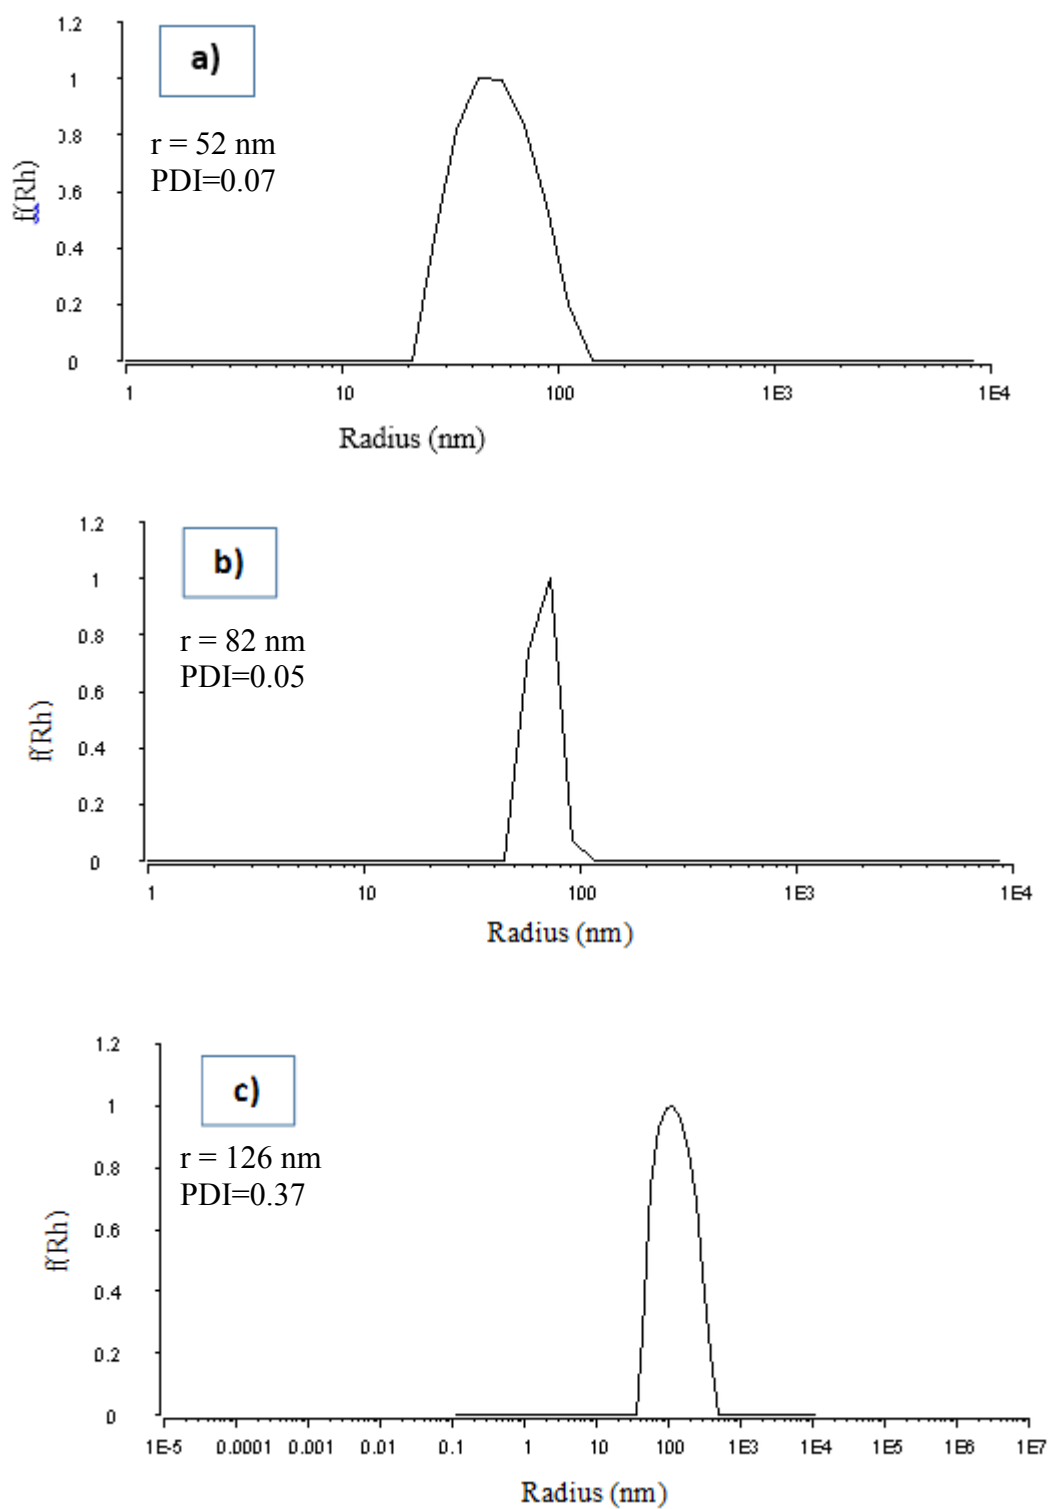 1.2
a)
1
r = 52 nm
0.8
PDI=0.07
0.6
f(Rh)
0.4
0.2
0
1 10 100 1E3 1E4
Radius (nm)
1.2
b)
1
r = 82 nm
0.8
PDI=0.05
0.6
f(Rh)
0.4
0.2
0
1 10 100 1E3 1E4
Radius (nm)
1.2
c)
1
r = 126 nm
0.8
PDI=0.37
0.6
f(Rh)
0.4
0.2
0
1E-5 0.0001 0.001 0.01 0.1 1 10 100 1E3 1E4 1E5 1E6 1E7
Radius (nm)